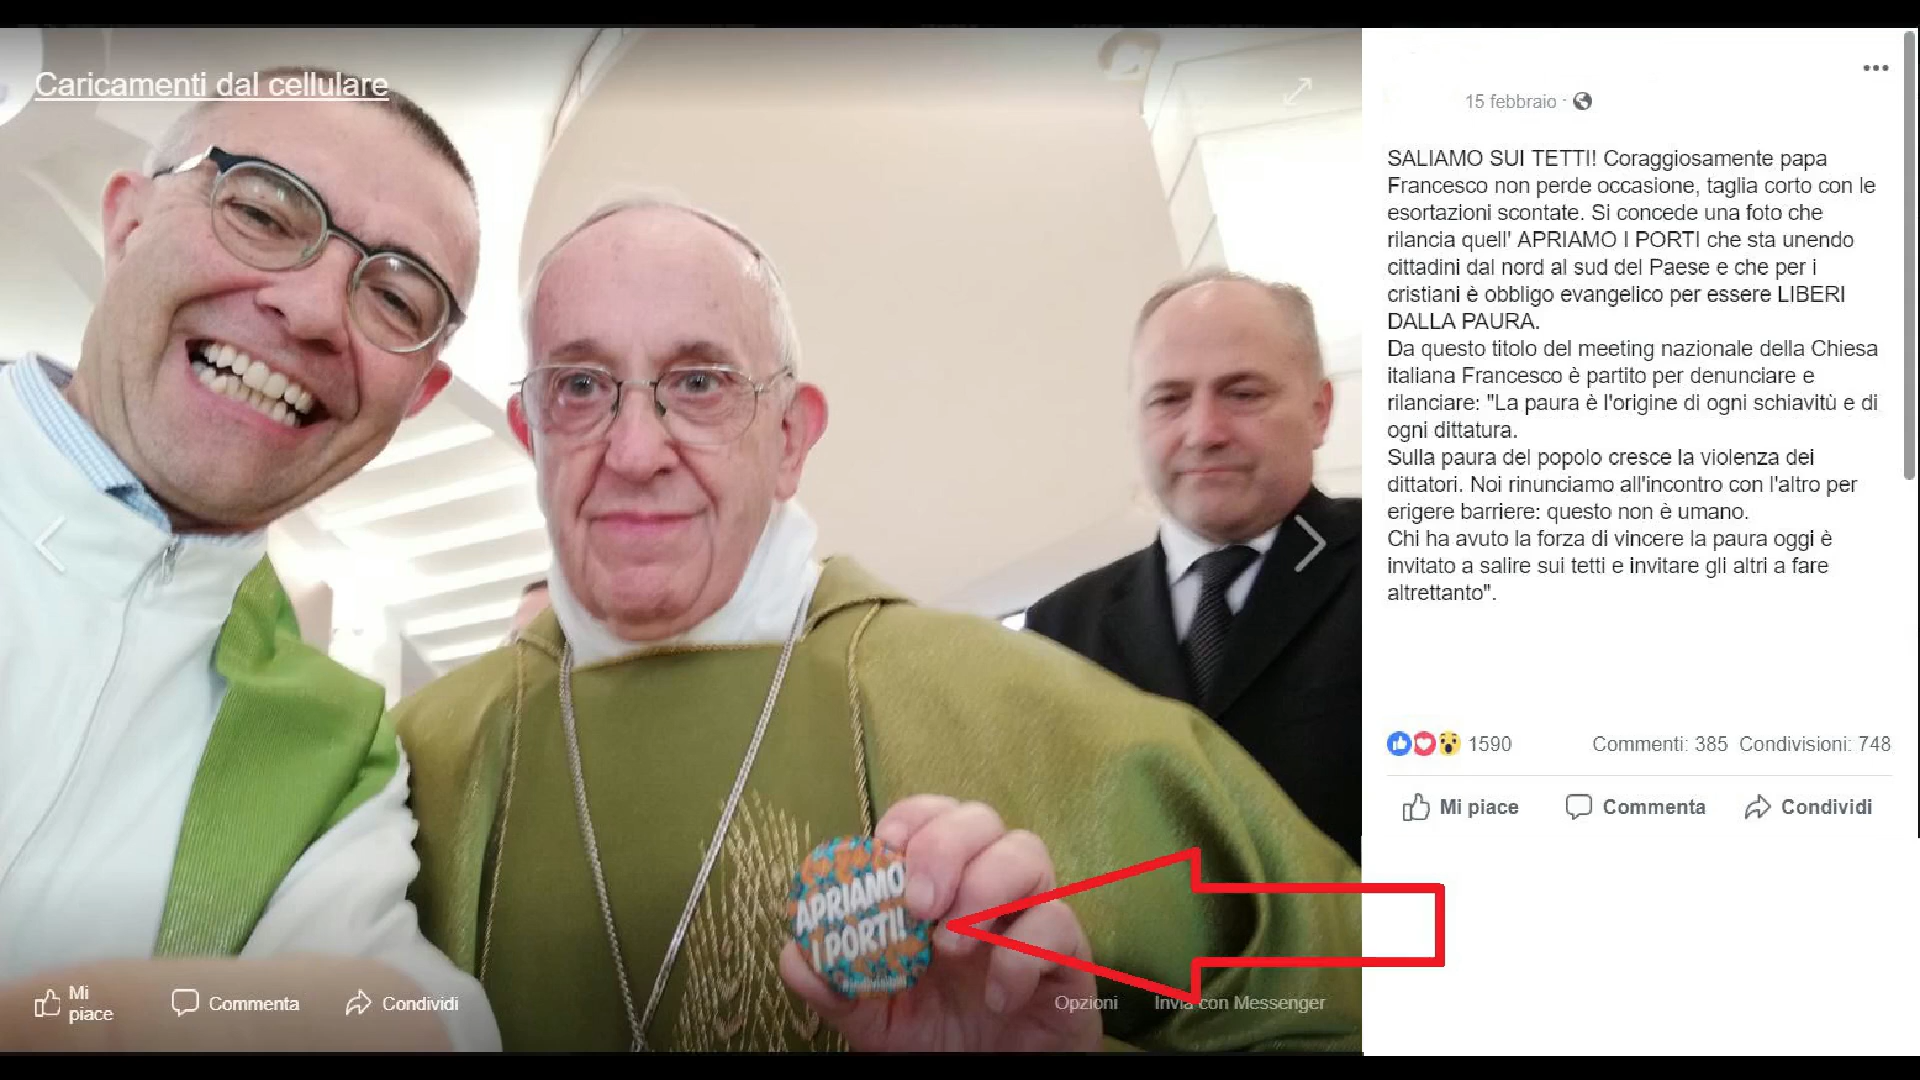 Caricamenti dal cellulare
15 febbraio ·
SALIAMO SUI TETTI! Coraggiosamente papa
Francesco non perde occasione, taglia corto con le
esortazioni scontate. Si concede una foto che
rilancia quell' APRIAMO I PORTI che sta unendo
cittadini dal nord al sud del Paese e che per i
cristiani è obbligo evangelico per essere LIBERI
DALLA PAURA.
Da questo titolo del meeting nazionale della Chiesa
italiana Francesco è partito per denunciare e
rilanciare: "La paura è l'origine di ogni schiavitù e di
ogni dittatura.
Sulla paura del popolo cresce la violenza dei
dittatori. Noi rinunciamo all'incontro con l'altro per
erigere barriere: questo non è umano.
Chi ha avuto la forza di vincere la paura oggi è
invitato a salire sui tetti e invitare gli altri a fare
altrettanto".
1590 Commenti: 385 Condivisioni: 748
Mi piace Commenta Condividi
APRIAMO
I PORTI!
Mi
piace
Commenta Condividi
Opzioni Invia con Messenger